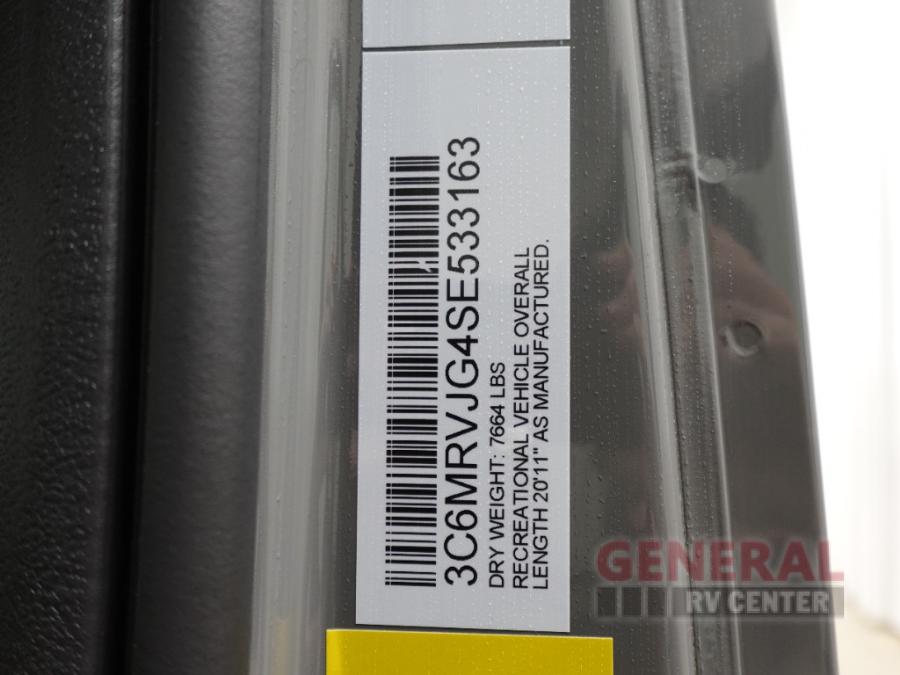 3C6MRVJG4SE533163
DRY WEIGHT: 7664 LBS
RECREATIONAL VEHICLE OVERALL
LENGTH 20'11" AS MANUFACTURED.
GENERAL
RV CENTER